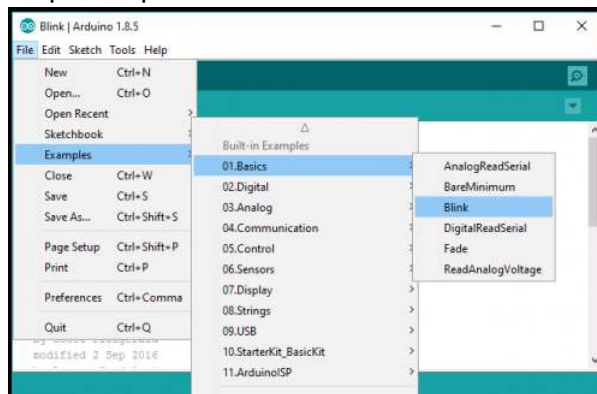 Blink | Arduino 1.8.5
File Edit Sketch Tools Help
New Ctrl+N
Open... Ctrl+O
Open Recent
Sketchbook
Examples
Close Ctrl+W
Save Ctrl+S
Save As... Ctrl+Shift+S
Page Setup Ctrl+Shift+P
Print Ctrl+P
Preferences Ctrl+Comma
Quit Ctrl+Q
Built-in Examples
01.Basics
02.Digital
03.Analog
04.Communication
05.Control
06.Sensors
07.Display
08.Strings
09.USB
10.StarterKit_BasicKit
11.ArduinoISP
AnalogReadSerial
BareMinimum
Blink
DigitalReadSerial
Fade
ReadAnalogVoltage
modified 2 Sep 2016